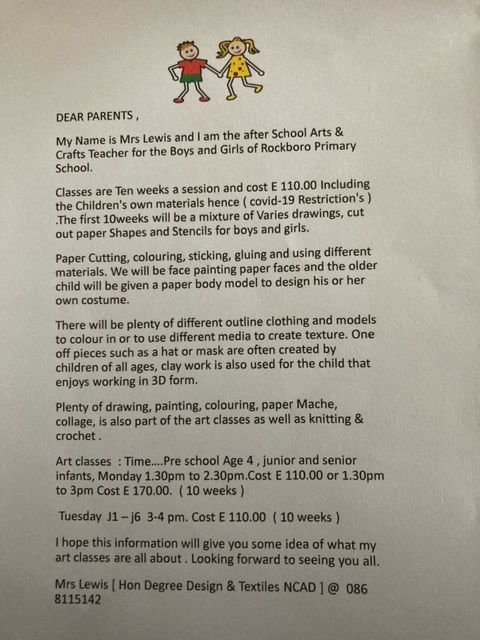 DEAR PARENTS ,
My Name is Mrs Lewis and I am the after School Arts &
Crafts Teacher for the Boys and Girls of Rockboro Primary
School.
Classes are Ten weeks a session and cost E 110.00 Including
the Children's own materials hence ( covid-19 Restriction's )
.The first 10weeks will be a mixture of Varies drawings, cut
out paper Shapes and Stencils for boys and girls.
Paper Cutting, colouring, sticking, gluing and using different
materials. We will be face painting paper faces and the older
child will be given a paper body model to design his or her
own costume.
There will be plenty of different outline clothing and models
to colour in or to use different media to create texture. One
off pieces such as a hat or mask are often created by
children of all ages, clay work is also used for the child that
enjoys working in 3D form.
Plenty of drawing, painting, colouring, paper Mache,
collage, is also part of the art classes as well as knitting &
crochet .
Art classes : Time....Pre school Age 4 , junior and senior
infants, Monday 1.30pm to 2.30pm.Cost E 110.00 or 1.30pm
to 3pm Cost E 170.00. ( 10 weeks )
Tuesday J1 – j6 3-4 pm. Cost E 110.00 ( 10 weeks )
I hope this information will give you some idea of what my
art classes are all about . Looking forward to seeing you all.
Mrs Lewis [ Hon Degree Design & Textiles NCAD ] @ 086
8115142